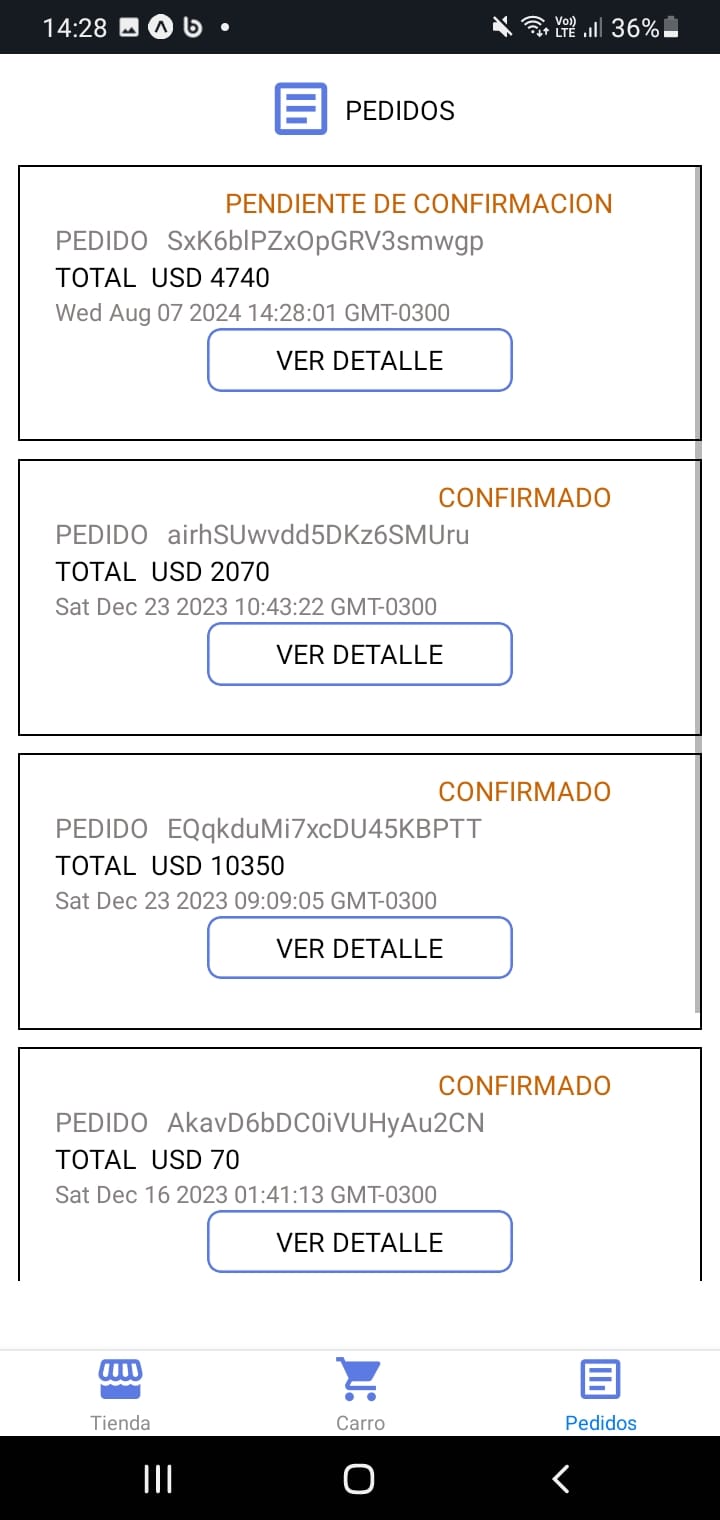 14:28 36%
PEDIDOS
PENDIENTE DE CONFIRMACION
PEDIDO SxK6blPZxOpGRV3smwgp
TOTAL USD 4740
Wed Aug 07 2024 14:28:01 GMT-0300
VER DETALLE
CONFIRMADO
PEDIDO airhSUwvdd5DKz6SMUru
TOTAL USD 2070
Sat Dec 23 2023 10:43:22 GMT-0300
VER DETALLE
CONFIRMADO
PEDIDO EQqkduMi7xcDU45KBPTT
TOTAL USD 10350
Sat Dec 23 2023 09:09:05 GMT-0300
VER DETALLE
CONFIRMADO
PEDIDO AkavD6bDC0iVUHyAu2CN
TOTAL USD 70
Sat Dec 16 2023 01:41:13 GMT-0300
VER DETALLE
Tienda Carro Pedidos